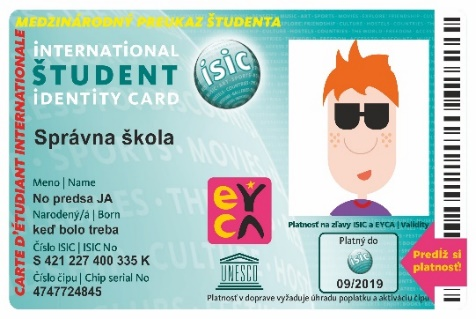 MEDZINÁRODNÝ PREUKAZ ŠTUDENTA
CARTE D'ÉTUDIANT INTERNATIONALE
iNTERNATIONAL
ŠTUDENT
iDENTITY CARD
isic
Správna škola
Meno | Name
No predsa JA
Narodený/á | Born
keď bolo treba
Číslo ISIC | ISIC No
S 421 227 400 335 K
Číslo čipu | Chip serial No
4747724845
eYCA
UNESCO
Platnosť na zľavy ISIC a EYCA | Validity
Platný do
isic
09/2019
Predĺž si
platnosť!
Platnosť v doprave vyžaduje úhradu poplatku a aktiváciu čipu